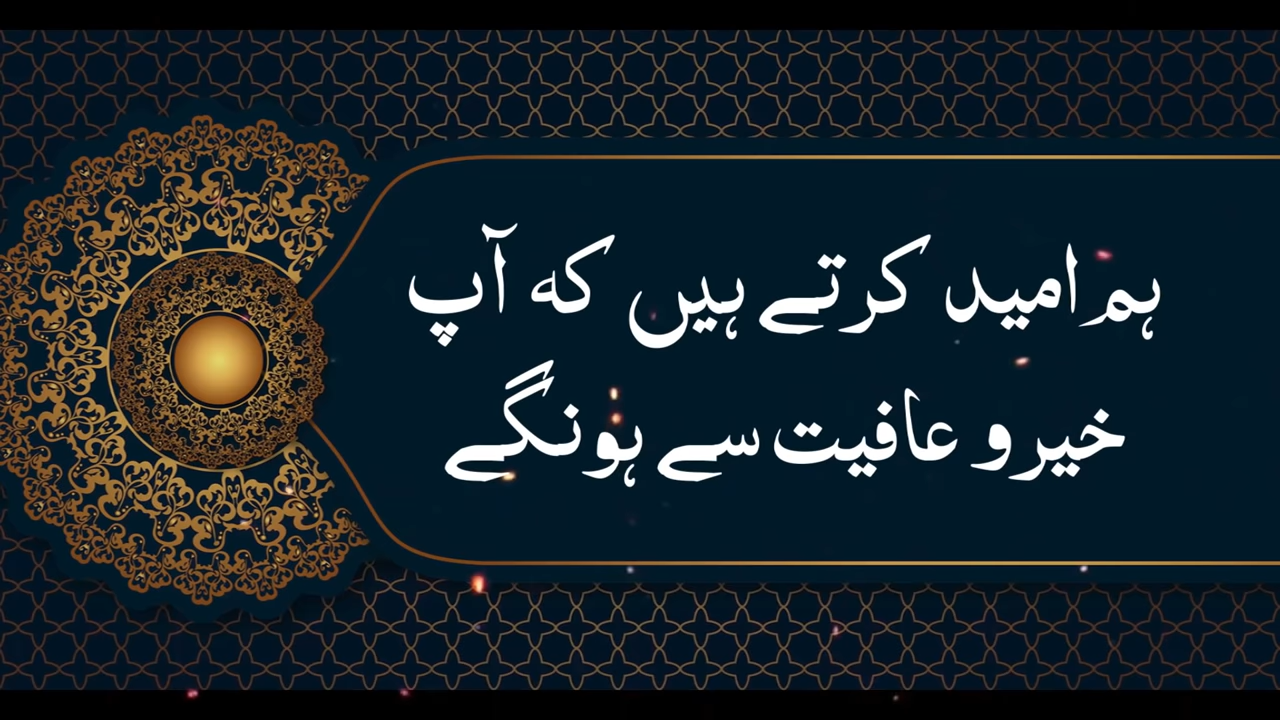 ہم امید کرتے ہیں کہ آپ
خیر و عافیت سے ہونگے